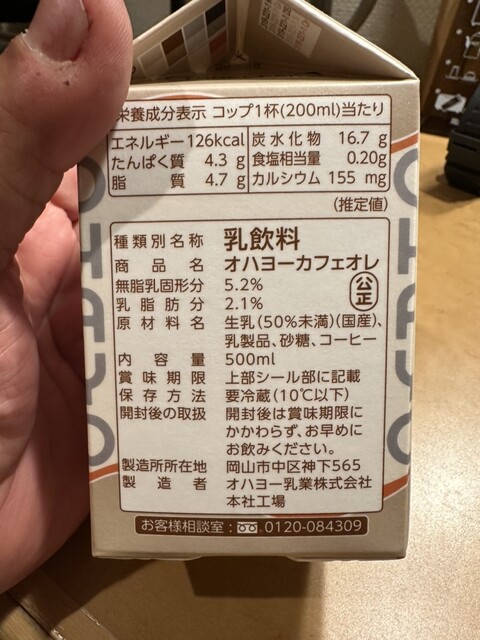 栄養成分表示 コップ1杯(200ml)当たり
エネルギー 126kcal 炭水化物 16.7 g
たんぱく質 4.3 g 食塩相当量 0.20g
脂質 4.7 g カルシウム 155 mg
(推定値)
種類別名称 乳飲料
商品名 オハヨーカフェオレ
無脂乳固形分 5.2%
公正
乳脂肪分 2.1%
原材料名 生乳(50%未満)(国産)、
乳製品、砂糖、コーヒー
内容量 500ml
賞味期限 上部シール部に記載
保存方法 要冷蔵(10℃以下)
開封後の取扱 開封後は賞味期限に
かかわらず、お早めに
お飲みください。
製造所所在地 岡山市中区神下565
製造者 オハヨー乳業株式会社
本社工場
お客様相談室: 0120-084309
OHAYO
OHAYO